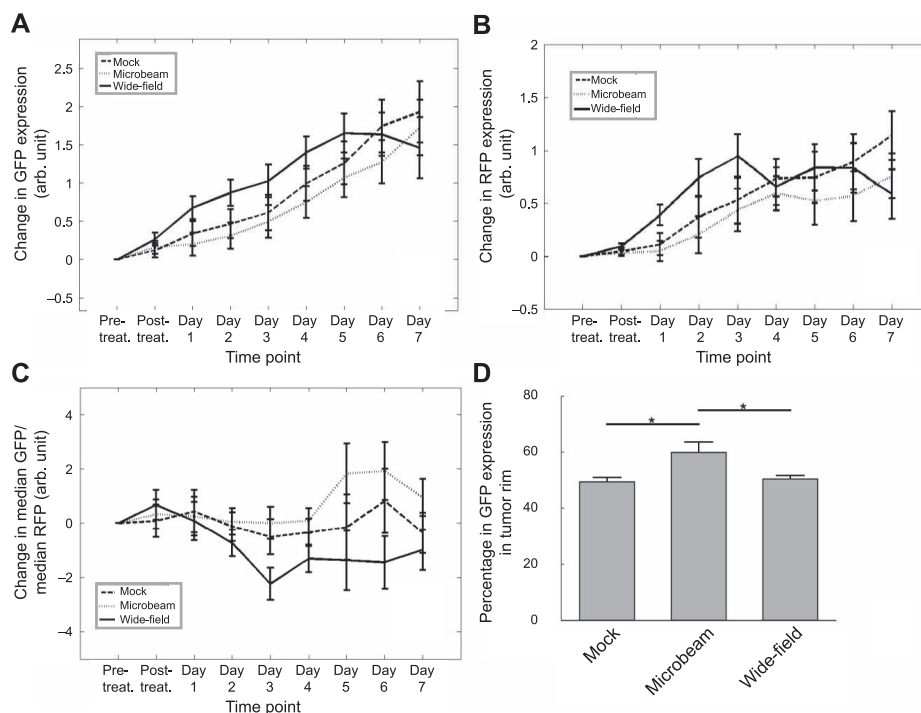 A
Change in GFP expression
(arb. unit)
2.5
2
1.5
1
0.5
0
–0.5
Mock
Microbeam
Wide-field
Pre-treat. Post-treat. Day 1 Day 2 Day 3 Day 4 Day 5 Day 6 Day 7
Time point
B
Change in RFP expression
(arb. unit)
2
1.5
1
0.5
0
–0.5
Mock
Microbeam
Wide-field
Pre-treat. Post-treat. Day 1 Day 2 Day 3 Day 4 Day 5 Day 6 Day 7
Time point
C
Change in median GFP/
median RFP (arb. unit)
4
2
0
–2
–4
Mock
Microbeam
Wide-field
Pre-treat. Post-treat. Day 1 Day 2 Day 3 Day 4 Day 5 Day 6 Day 7
Time point
D
Percentage in GFP expression
in tumor rim
80
60
40
20
0
* *
Mock
Microbeam
Wide-field